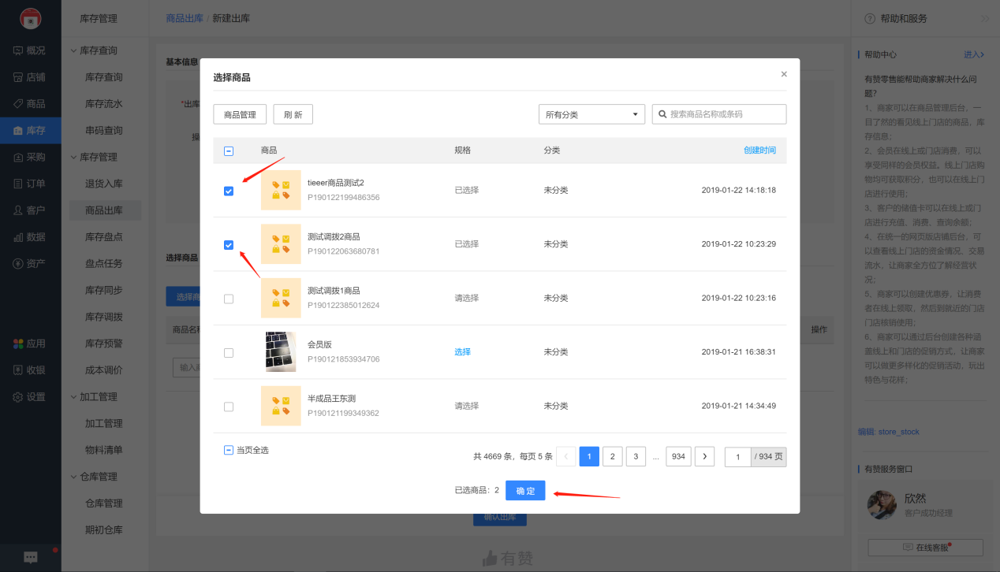 库存管理
商品出库 / 新建出库
帮助和服务
概况
店铺
商品
库存
采购
订单
客户
数据
资产
应用
收银
设置
库存查询
库存查询
库存流水
串码查询
库存管理
退货入库
商品出库
库存盘点
盘点任务
库存同步
库存调拨
库存预警
成本调价
加工管理
加工管理
物料清单
仓库管理
仓库管理
期初仓库
基本信息
*出库
操
选择商品
选择商
商品名称
操作
输入商
确认出库
有赞
选择商品
×
商品管理
刷 新
所有分类
搜索商品名称或条码
商品 规格 分类 创建时间
tieeer商品测试2
P190122199486356
已选择 未分类 2019-01-22 14:18:18
测试调拨2商品
P190122063680781
已选择 未分类 2019-01-22 10:23:29
测试调拨1商品
P190122385012624
请选择 未分类 2019-01-22 10:23:16
会员版
P190121853934706
选择 未分类 2019-01-21 16:38:31
半成品王东测
P190121199349362
请选择 未分类 2019-01-21 14:34:49
当页全选
共 4669 条，每页 5 条 1 2 3 ... 934 1 / 934 页
已选商品：2 确 定
帮助中心 进入
有赞零售能帮助商家解决什么问
题?
1、商家可以在商品管理后台，一
目了然的看见线上门店的商品，库
存信息；
2、会员在线上或门店消费，可以
享受同样的会员权益。线上门店购
物均可获取积分，也可以在线上门
店进行使用；
3、客户的储值卡可以在线上或门
店进行充值、消费、查询余额；
4、在统一的网页版店铺后台，可
以查看线上门店的资金情况、交易
流水，让商家全方位了解经营状
况；
5、商家可以创建优惠券，让消费
者在线上领取，然后到就近的门店
门店核销使用；
6、商家可以通过后台创建各种涵
盖线上和门店的促销方式，让商家
可以做更多样化的促销活动，玩出
特色与花样；
编辑: store_stock
有赞服务窗口
欣然
客户成功经理
在线客服